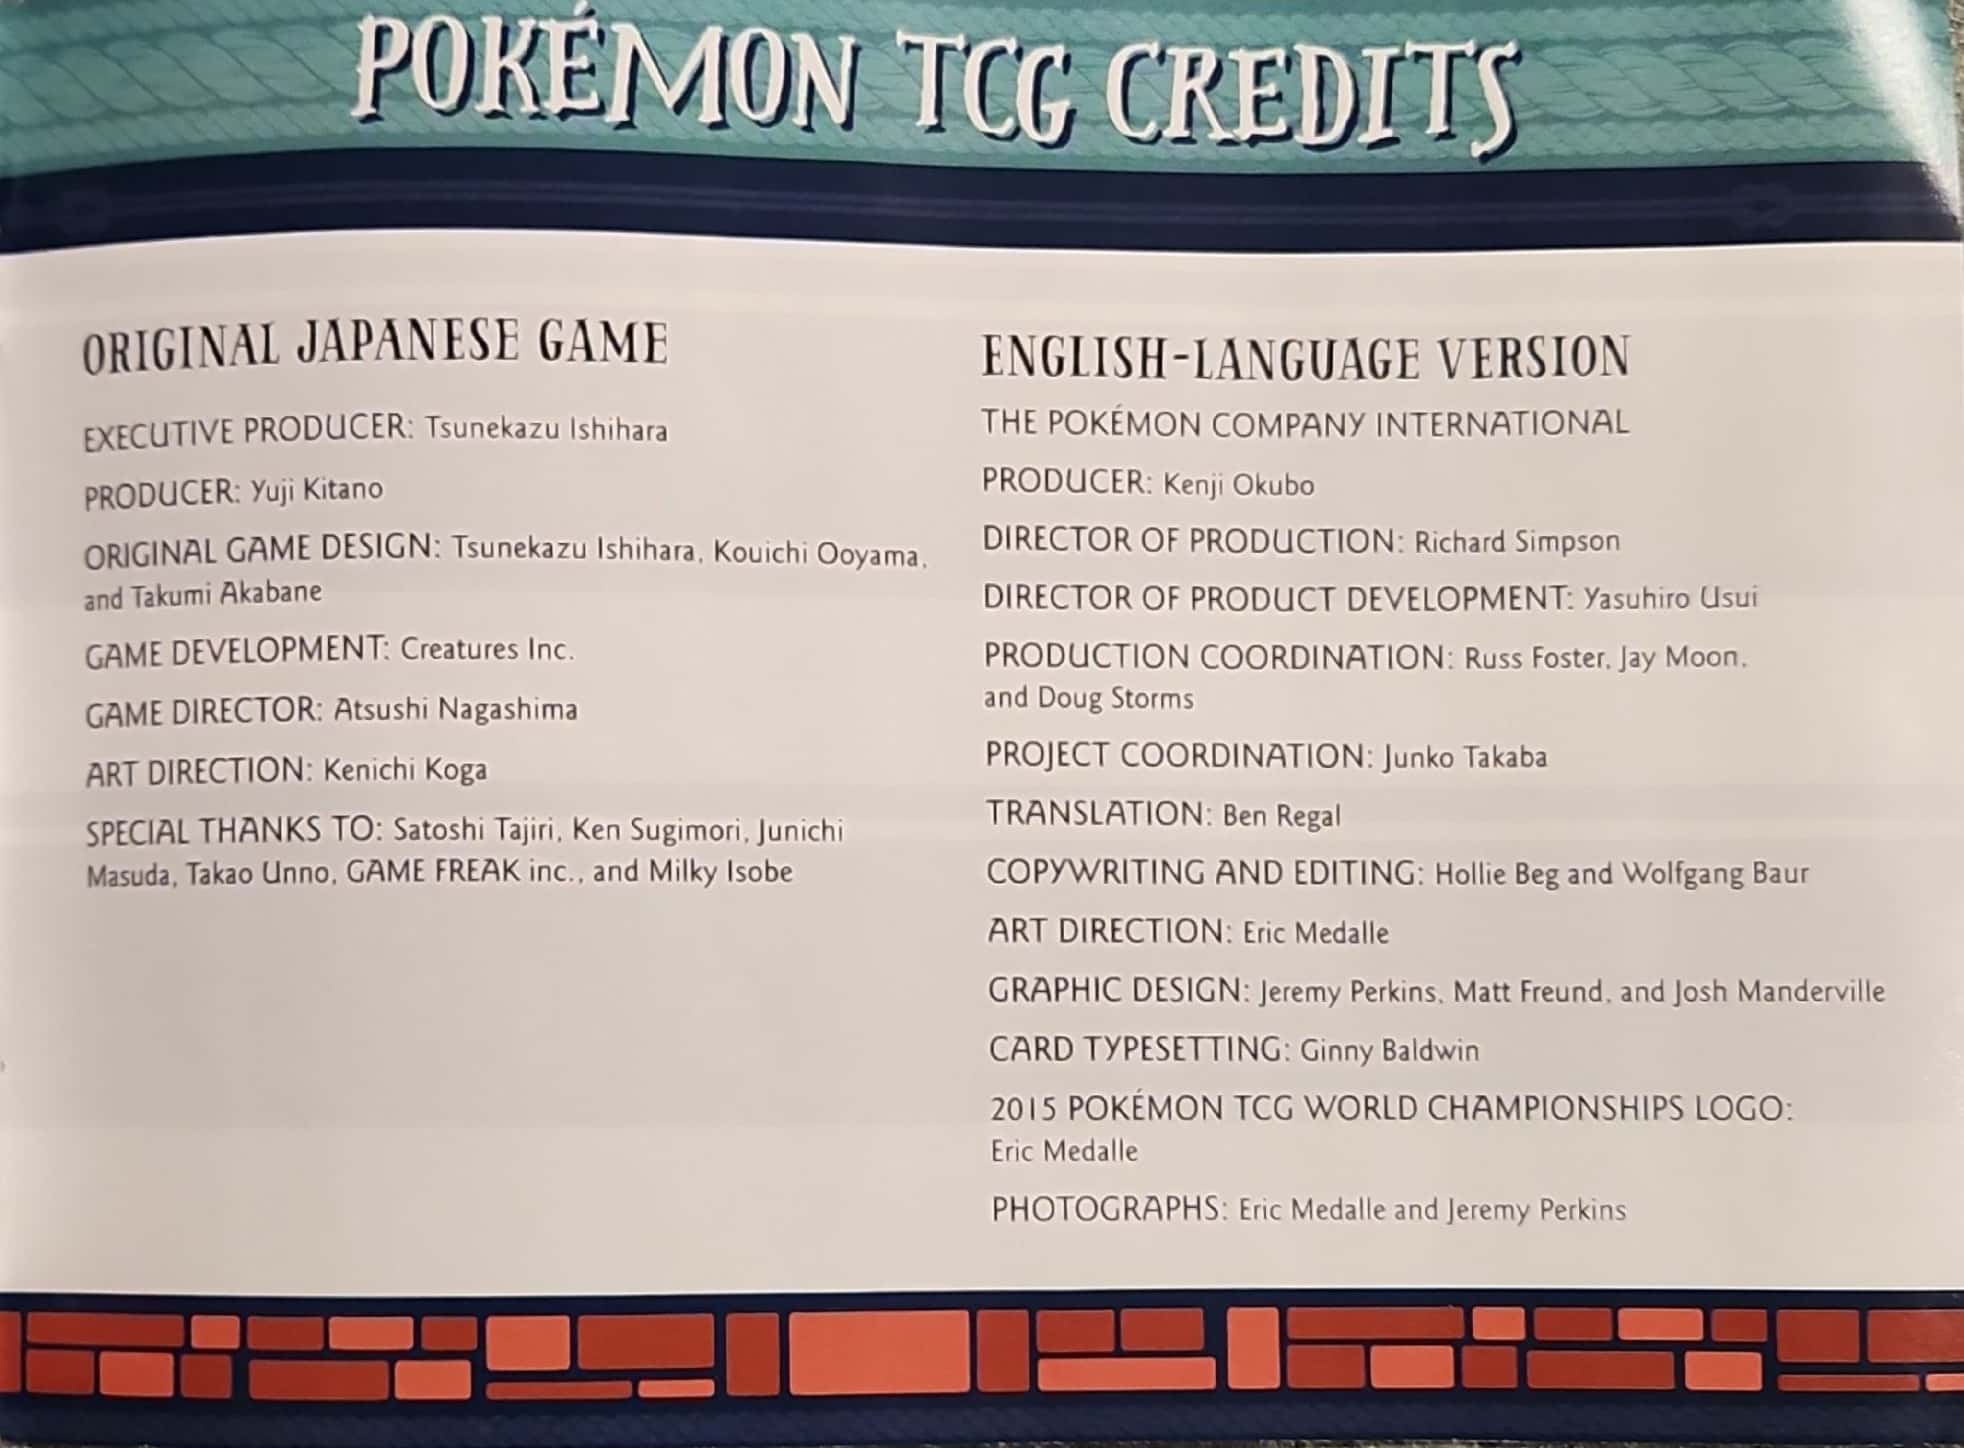 POKÉMON TCG CREDITS
ORIGINAL JAPANESE GAME
EXECUTIVE PRODUCER: Tsunekazu Ishihara
PRODUCER: Yuji Kitano
ORIGINAL GAME DESIGN: Tsunekazu Ishihara, Kouichi Ooyama,
and Takumi Akabane
GAME DEVELOPMENT: Creatures Inc.
GAME DIRECTOR: Atsushi Nagashima
ART DIRECTION: Kenichi Koga
SPECIAL THANKS TO: Satoshi Tajiri, Ken Sugimori, Junichi
Masuda, Takao Unno, GAME FREAK inc., and Milky Isobe
ENGLISH-LANGUAGE VERSION
THE POKÉMON COMPANY INTERNATIONAL
PRODUCER: Kenji Okubo
DIRECTOR OF PRODUCTION: Richard Simpson
DIRECTOR OF PRODUCT DEVELOPMENT: Yasuhiro Usui
PRODUCTION COORDINATION: Russ Foster, Jay Moon,
and Doug Storms
PROJECT COORDINATION: Junko Takaba
TRANSLATION: Ben Regal
COPYWRITING AND EDITING: Hollie Beg and Wolfgang Baur
ART DIRECTION: Eric Medalle
GRAPHIC DESIGN: Jeremy Perkins, Matt Freund, and Josh Manderville
CARD TYPESETTING: Ginny Baldwin
2015 POKÉMON TCG WORLD CHAMPIONSHIPS LOGO:
Eric Medalle
PHOTOGRAPHS: Eric Medalle and Jeremy Perkins